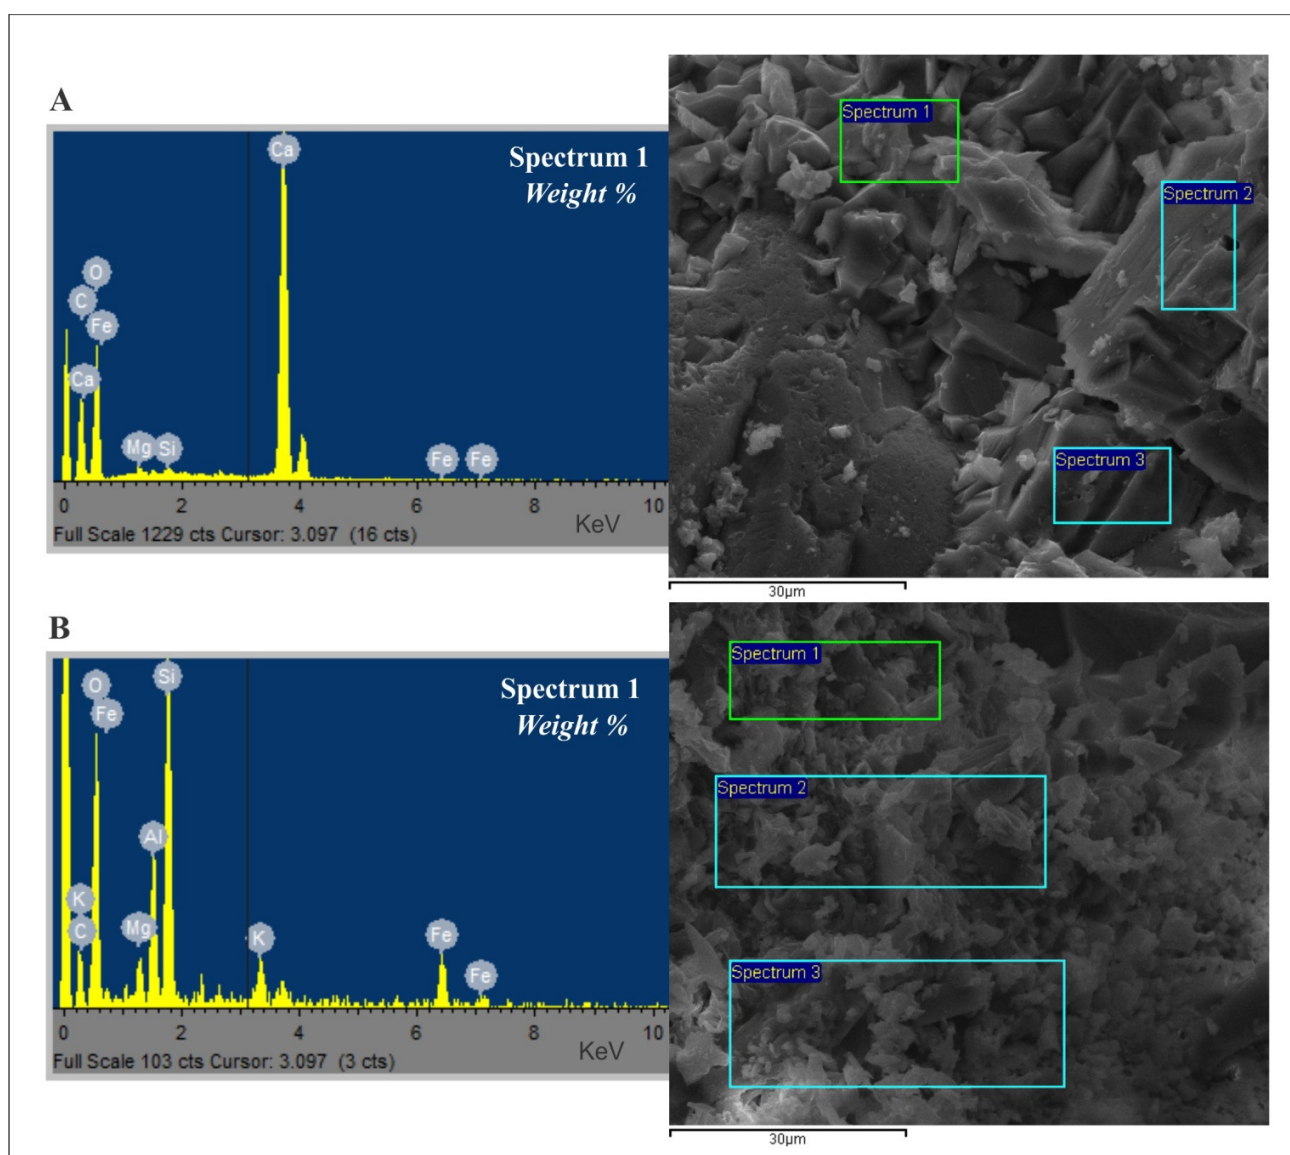 A
Spectrum 1
Weight %
Ca
O
C
Fe
Ca
Mg
Si
Fe
Fe
0
2
4
6
8
10
KeV
Full Scale 1229 cts Cursor: 3.097 (16 cts)
Spectrum 1
Spectrum 2
Spectrum 3
30µm
B
Spectrum 1
Weight %
Si
O
Fe
Al
K
C
Mg
K
Fe
Fe
0
2
4
6
8
10
KeV
Full Scale 103 cts Cursor: 3.097 (3 cts)
Spectrum 1
Spectrum 2
Spectrum 3
30µm